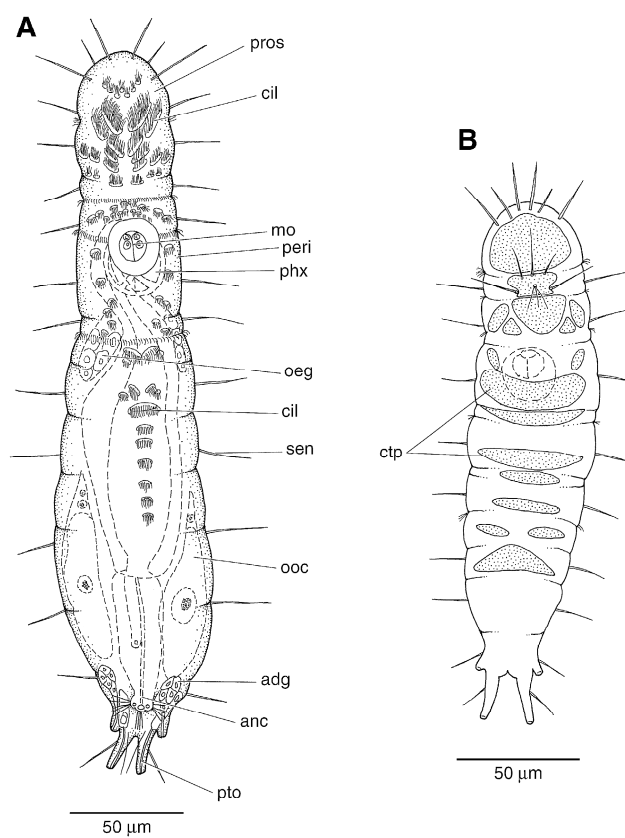 A
pros
cil
B
mo
peri
phx
oeg
cil
sen
ctp
ooc
adg
anc
pto
50 µm
50 µm